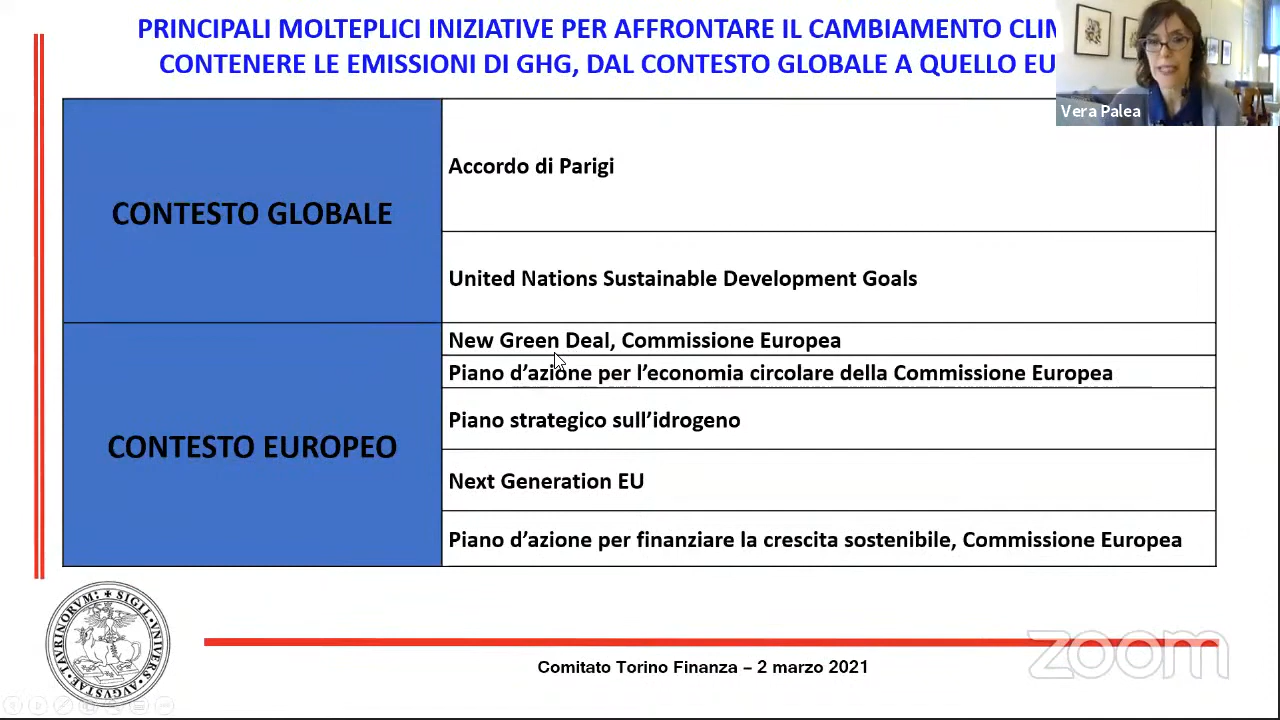 PRINCIPALI MOLTEPLICI INIZIATIVE PER AFFRONTARE IL CAMBIAMENTO
CONTENERE LE EMISSIONI DI GHG, DAL CONTESTO GLOBALE A QUELLO
Vera Palea
CONTESTO GLOBALE
Accordo di Parigi
United Nations Sustainable Development Goals
CONTESTO EUROPEO
New Green Deal, Commissione Europea
Piano d’azione per l’economia circolare della Commissione Europea
Piano strategico sull’idrogeno
Next Generation EU
Piano d’azione per finanziare la crescita sostenibile, Commissione Europea
Comitato Torino Finanza – 2 marzo 2021
zoom